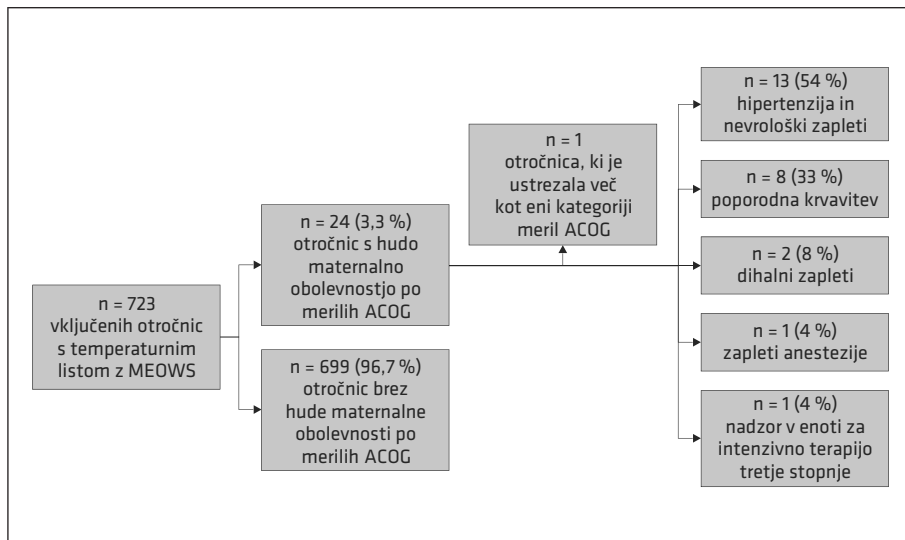 n = 723
vključenih otročnic
s temperaturnim
listom z MEOWS
n = 24 (3,3 %)
otročnic s hudo
maternalno
obolevnostjo po
merilih ACOG
n = 699 (96,7 %)
otročnic brez
hude maternalne
obolevnosti po
merilih ACOG
n = 1
otročnica, ki je
ustrezala več
kot eni kategoriji
meril ACOG
n = 13 (54 %)
hipertenzija in
nevrološki zapleti
n = 8 (33 %)
poporodna krvavitev
n = 2 (8 %)
dihalni zapleti
n = 1 (4 %)
zapleti anestezije
n = 1 (4 %)
nadzor v enoti za
intenzivno terapijo
tretje stopnje